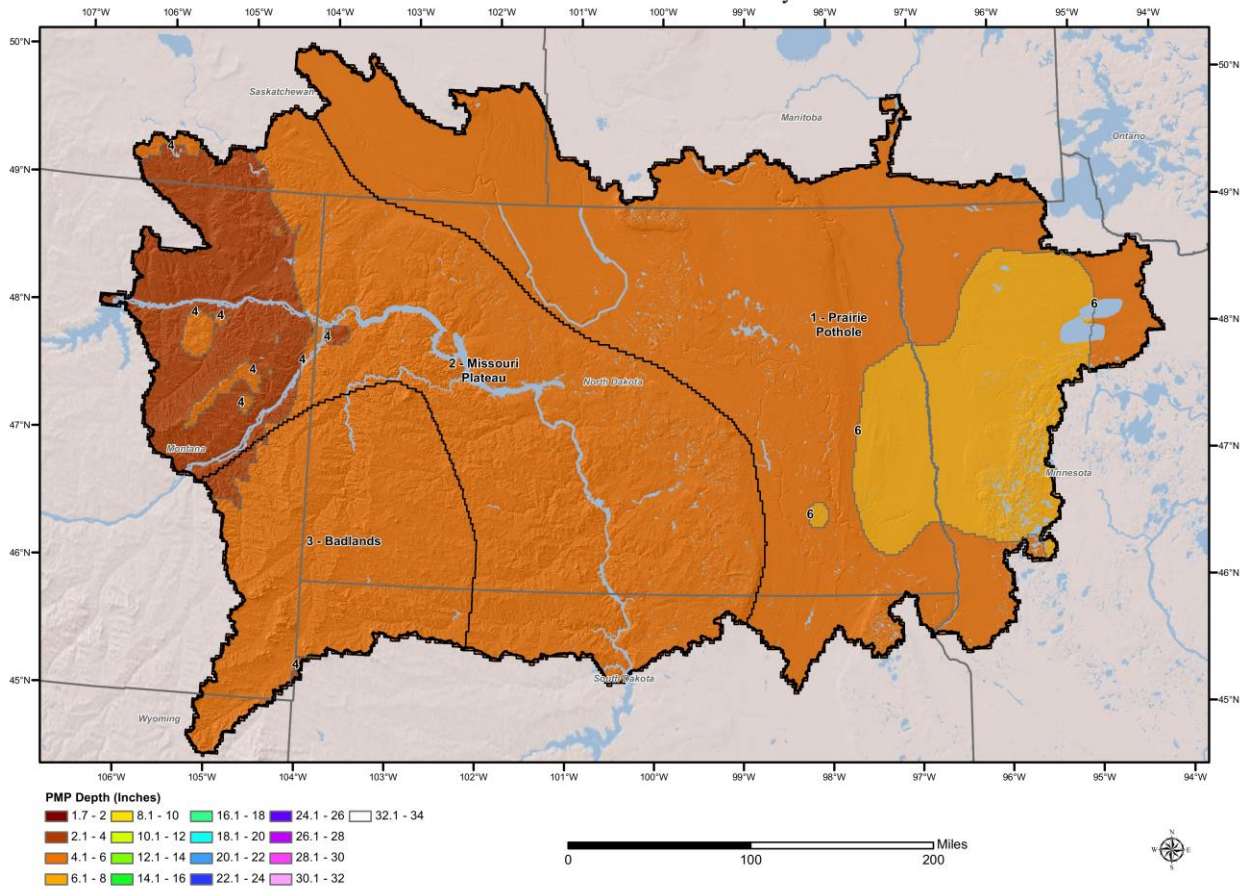 107°W 106°W 105°W 104°W 103°W 102°W 101°W 100°W 99°W 98°W 97°W 96°W 95°W 94°W
50°N
50°N
Saskatchewan
Manitoba
Ontario
4
49°N
49°N
48°N
48°N
6
4
4
1 - Prairie
Pothole
4
4
2 - Missouri
Plateau
North Dakota
4
4
47°N
47°N
6
Montana
Minnesota
6
3 - Badlands
46°N
46°N
4
45°N
South Dakota
45°N
Wyoming
106°W 105°W 104°W 103°W 102°W 101°W 100°W 99°W 98°W 97°W 96°W 95°W 94°W
PMP Depth (Inches)
1.7 - 2 8.1 - 10 16.1 - 18 24.1 - 26 32.1 - 34
2.1 - 4 10.1 - 12 18.1 - 20 26.1 - 28
4.1 - 6 12.1 - 14 20.1 - 22 28.1 - 30
6.1 - 8 14.1 - 16 22.1 - 24 30.1 - 32
Miles
0 100 200
N
W E
S